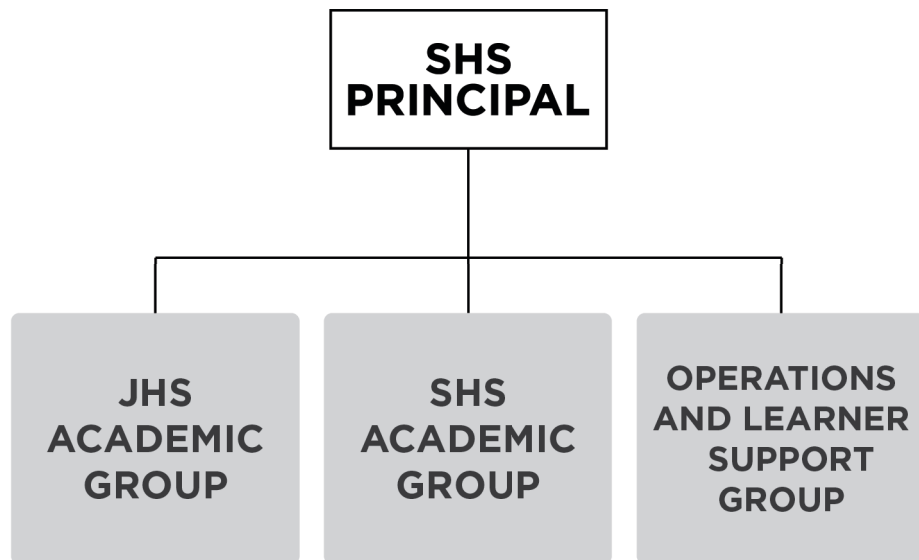 SHS
PRINCIPAL
JHS
ACADEMIC
GROUP
SHS
ACADEMIC
GROUP
OPERATIONS
AND LEARNER
SUPPORT
GROUP